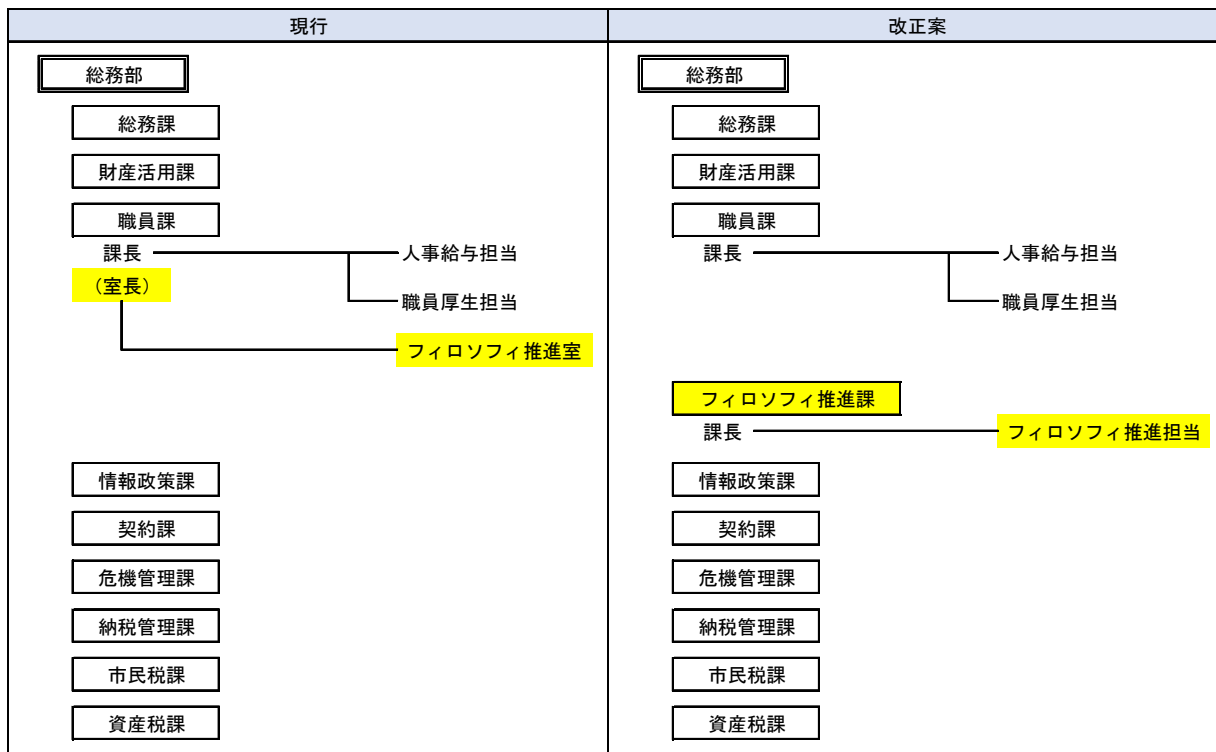 現行
総務部
総務課
財産活用課
職員課
課長 人事給与担当
（室長）
職員厚生担当
フィロソフィ推進室
情報政策課
契約課
危機管理課
納税管理課
市民税課
資産税課
改正案
総務部
総務課
財産活用課
職員課
課長 人事給与担当
職員厚生担当
フィロソフィ推進課
課長 フィロソフィ推進担当
情報政策課
契約課
危機管理課
納税管理課
市民税課
資産税課